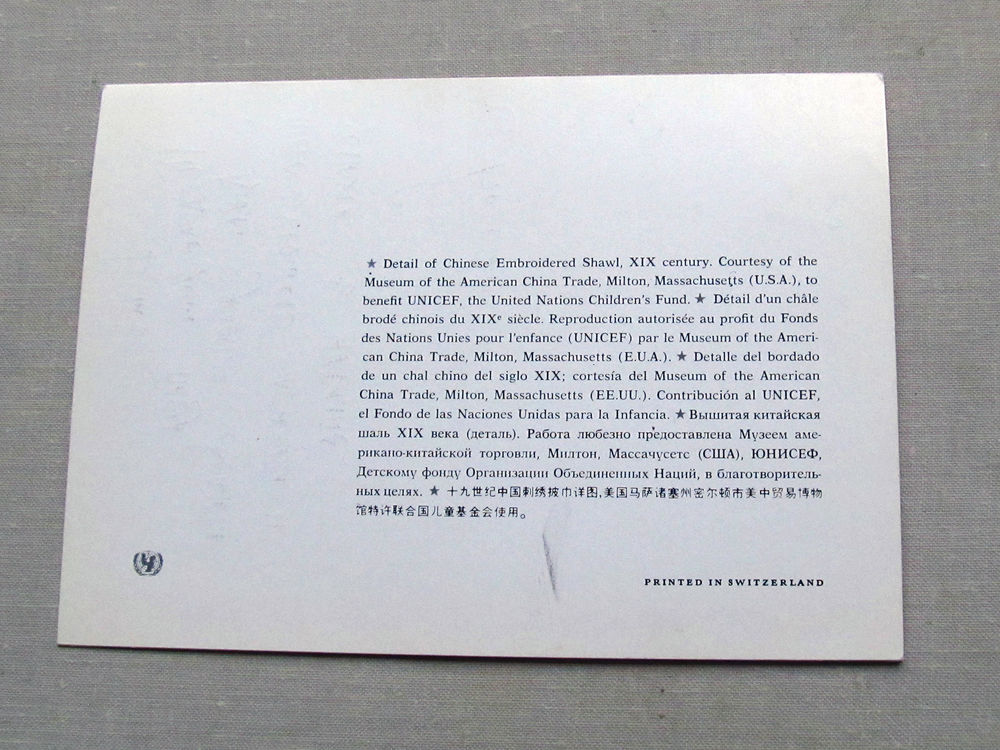 ★ Detail of Chinese Embroidered Shawl, XIX century. Courtesy of the
Museum of the American China Trade, Milton, Massachusetts (U.S.A.), to
benefit UNICEF, the United Nations Children's Fund. ★ Détail d'un châle
brodé chinois du XIXᵉ siècle. Reproduction autorisée au profit du Fonds
des Nations Unies pour l'enfance (UNICEF) par le Museum of the Ameri-
can China Trade, Milton, Massachusetts (E.U.A.). ★ Detalle del bordado
de un chal chino del siglo XIX; cortesía del Museum of the American
China Trade, Milton, Massachusetts (EE.UU.). Contribución al UNICEF,
el Fondo de las Naciones Unidas para la Infancia. ★ Вышитая китайская
шаль XIX века (деталь). Работа любезно предоставлена Музеем аме-
рикано-китайской торговли, Милтон, Массачусетс (США), ЮНИСЕФ,
Детскому фонду Организации Объединенных Наций, в благотворитель-
ных целях. ★ 十九世纪中国刺绣披巾详图,美国马萨诸塞州密尔顿市美中贸易博物
馆特许联合国儿童基金会使用。
PRINTED IN SWITZERLAND